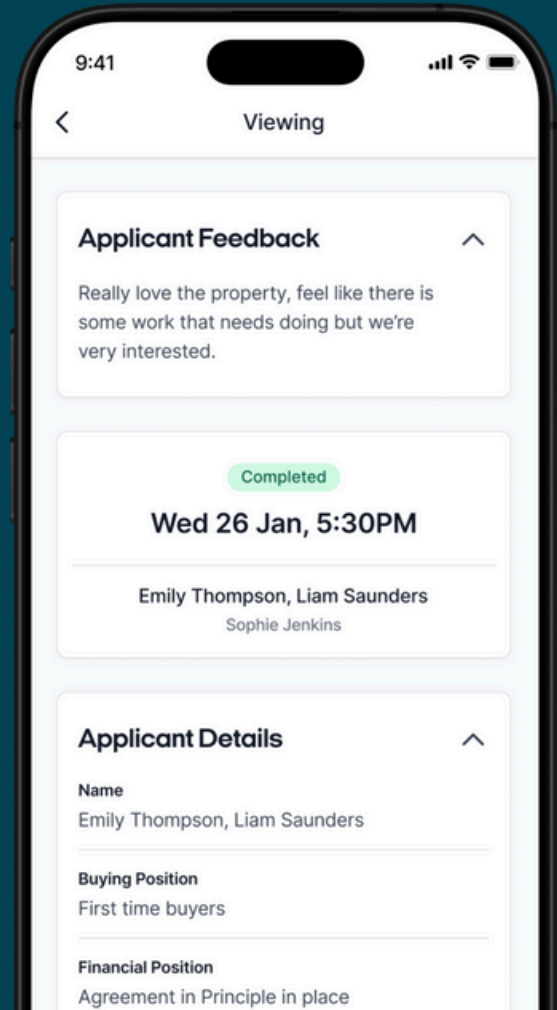 9:41
Viewing
Applicant Feedback
Really love the property, feel like there is
some work that needs doing but we're
very interested.
Completed
Wed 26 Jan, 5:30PM
Emily Thompson, Liam Saunders
Sophie Jenkins
Applicant Details
Name
Emily Thompson, Liam Saunders
Buying Position
First time buyers
Financial Position
Agreement in Principle in place